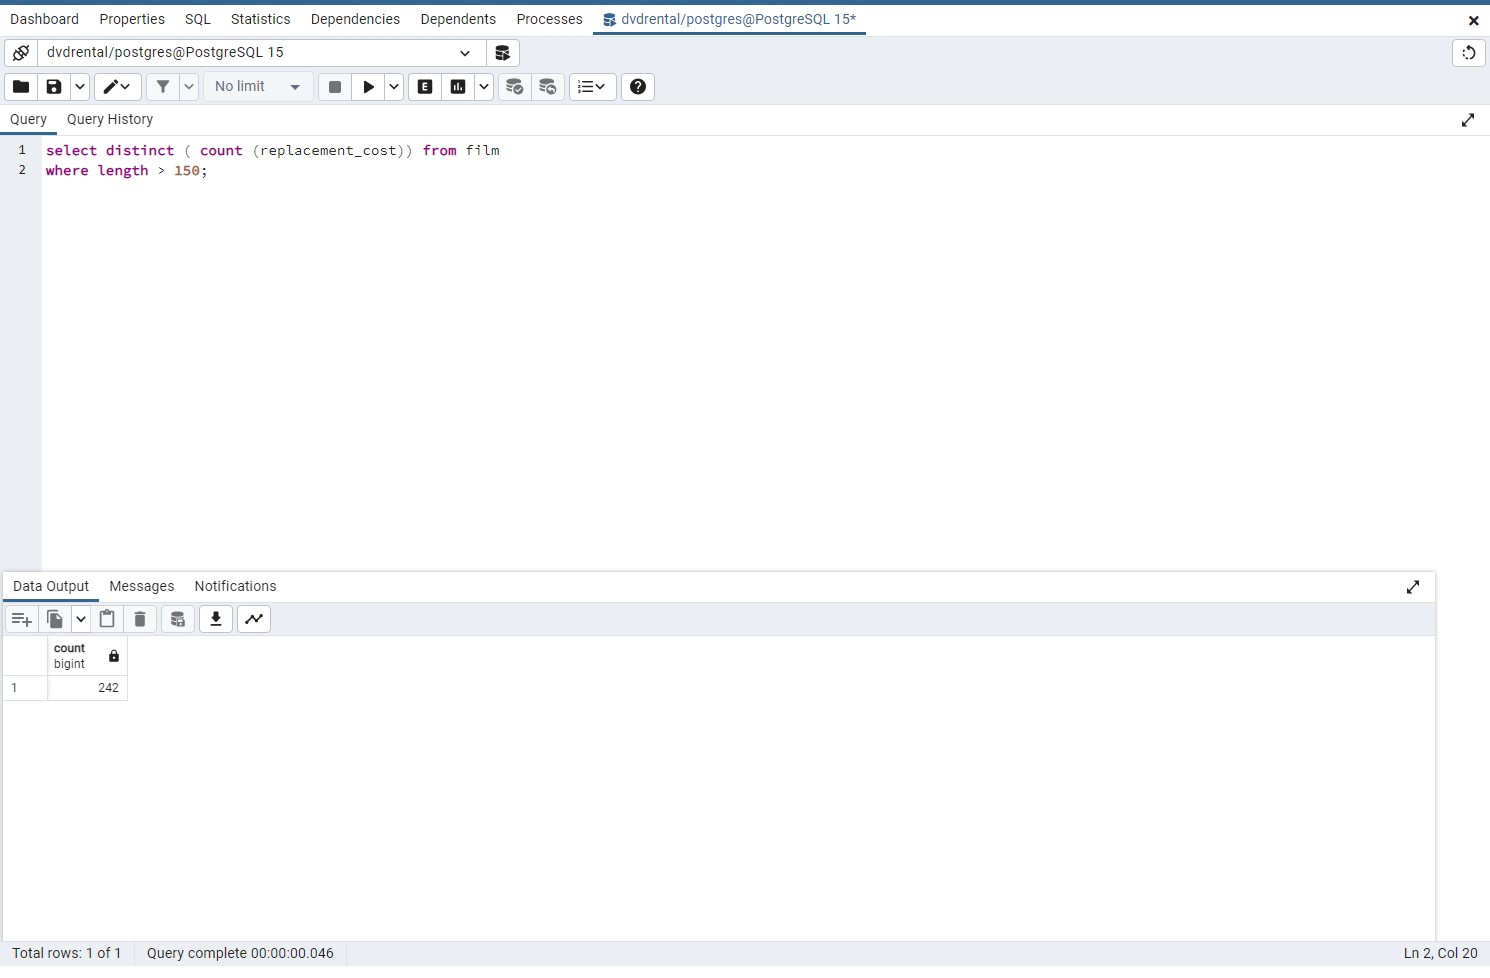 Dashboard Properties SQL Statistics Dependencies Dependents Processes dvdrental/postgres@PostgreSQL 15*
dvdrental/postgres@PostgreSQL 15
No limit E
Query Query History
1 select distinct ( count (replacement_cost)) from film
2 where length > 150;
Data Output Messages Notifications
count
bigint
1 242
Total rows: 1 of 1 Query complete 00:00:00.046 Ln 2, Col 20